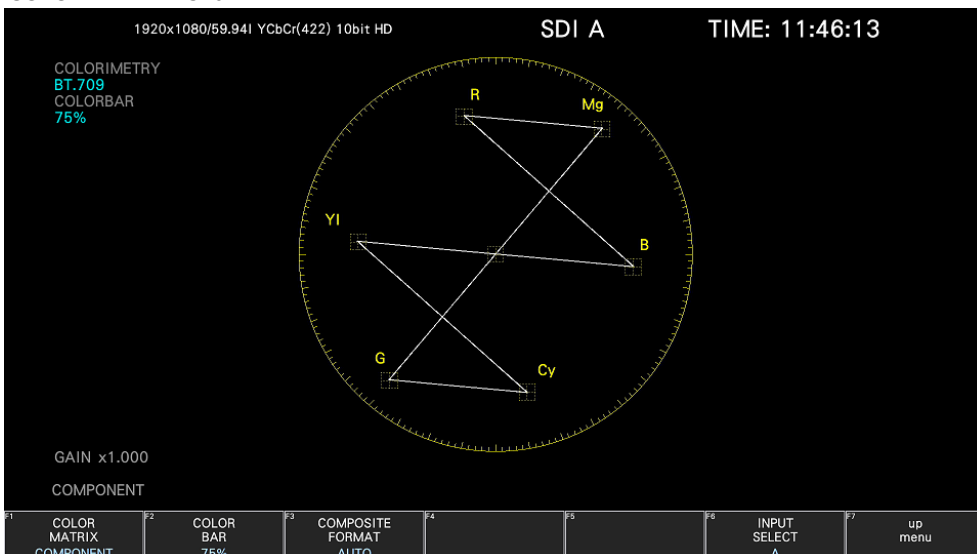 1920x1080/59.94I YCbCr(422) 10bit HD SDI A TIME: 11:46:13
COLORIMETRY
BT.709
COLORBAR
75%
R
Mg
Yl
B
G
Cy
GAIN x1.000
COMPONENT
F1 COLOR MATRIX COMPONENT
F2 COLOR BAR 75%
F3 COMPOSITE FORMAT AUTO
F4
F5
F6 INPUT SELECT A
F7 up menu